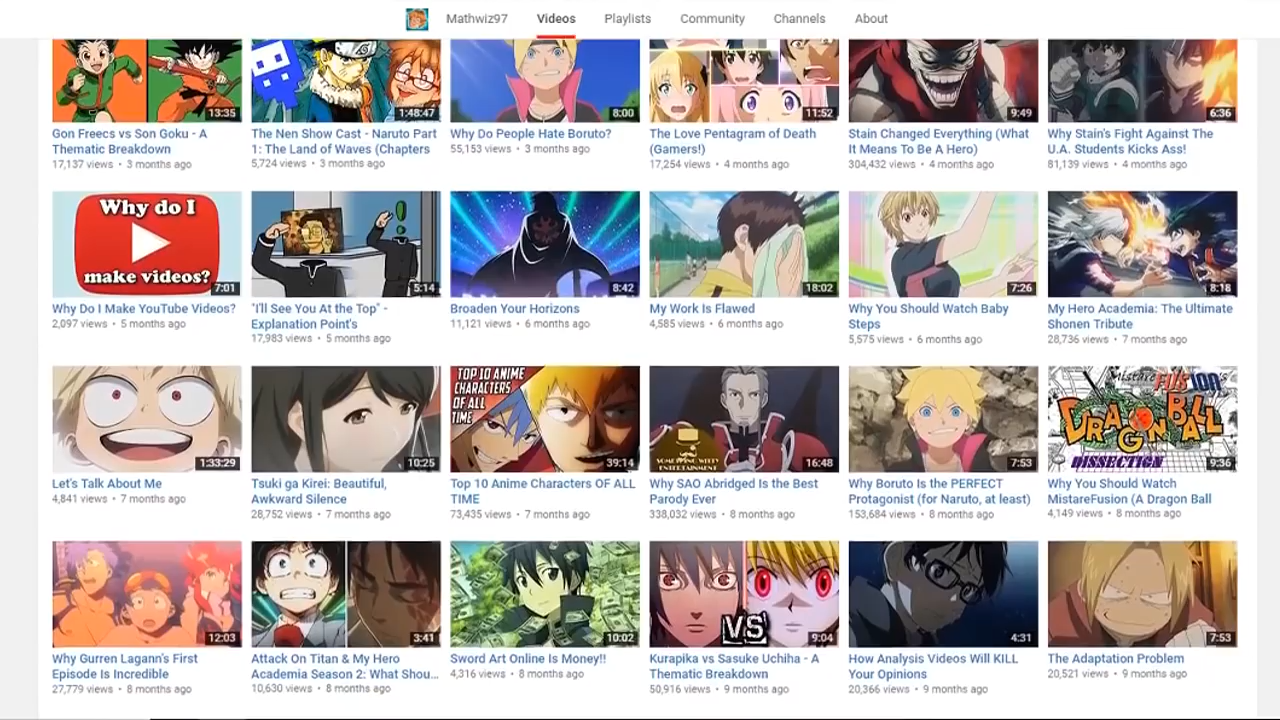 Mathwiz97 Videos Playlists Community Channels About
13:35 1:48:47 8:00 11:52 9:49 6:36
Gon Freecs vs Son Goku - A
Thematic Breakdown
17,137 views • 3 months ago
The Nen Show Cast - Naruto Part
1: The Land of Waves (Chapters
5,724 views • 3 months ago
Why Do People Hate Boruto?
55,153 views • 3 months ago
The Love Pentagram of Death
(Gamers!)
17,254 views • 4 months ago
Stain Changed Everything (What
It Means To Be A Hero)
304,432 views • 4 months ago
Why Stain's Fight Against The
U.A. Students Kicks Ass!
81,139 views • 4 months ago
Why do I
make videos?
7:01 5:14 8:42 18:02 7:26 8:18
Why Do I Make YouTube Videos?
2,097 views • 5 months ago
"I'll See You At the Top" -
Explanation Point's
17,983 views • 5 months ago
Broaden Your Horizons
11,121 views • 6 months ago
My Work Is Flawed
4,585 views • 6 months ago
Why You Should Watch Baby
Steps
5,575 views • 6 months ago
My Hero Academia: The Ultimate
Shonen Tribute
28,736 views • 7 months ago
TOP 10 ANIME
CHARACTERS
OF ALL
TIME
SOMETHING WITTY
ENTERTAINMENT
MistareFUSION's
DRAGON BALL
DISSECTION
1:33:29 10:25 39:14 16:48 7:53 9:36
Let's Talk About Me
4,841 views • 7 months ago
Tsuki ga Kirei: Beautiful,
Awkward Silence
28,752 views • 7 months ago
Top 10 Anime Characters OF ALL
TIME
73,435 views • 7 months ago
Why SAO Abridged Is the Best
Parody Ever
338,032 views • 8 months ago
Why Boruto Is the PERFECT
Protagonist (for Naruto, at least)
153,684 views • 8 months ago
Why You Should Watch
MistareFusion (A Dragon Ball
4,149 views • 8 months ago
VS
12:03 3:41 10:02 9:04 4:31 7:53
Why Gurren Lagann's First
Episode Is Incredible
27,779 views • 8 months ago
Attack On Titan & My Hero
Academia Season 2: What Shou...
10,630 views • 8 months ago
Sword Art Online Is Money!!
4,316 views • 8 months ago
Kurapika vs Sasuke Uchiha - A
Thematic Breakdown
50,916 views • 9 months ago
How Analysis Videos Will KILL
Your Opinions
20,366 views • 9 months ago
The Adaptation Problem
20,521 views • 9 months ago